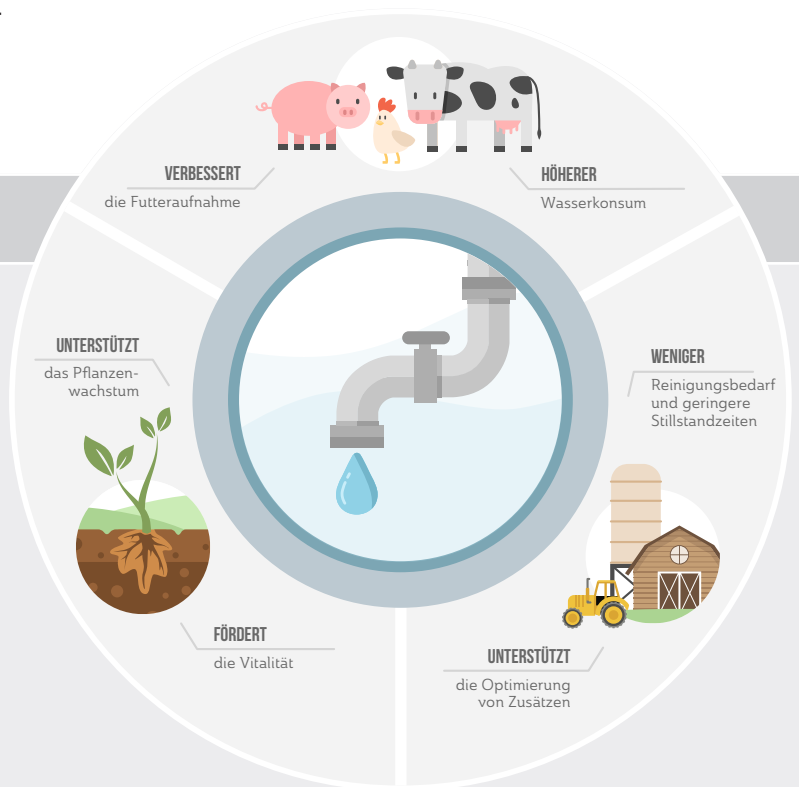 VERBESSERT
die Futteraufnahme
HÖHERER
Wasserkonsum
UNTERSTÜTZT
das Pflanzen-
wachstum
WENIGER
Reinigungsbedarf
und geringere
Stillstandzeiten
FÖRDERT
die Vitalität
UNTERSTÜTZT
die Optimierung
von Zusätzen